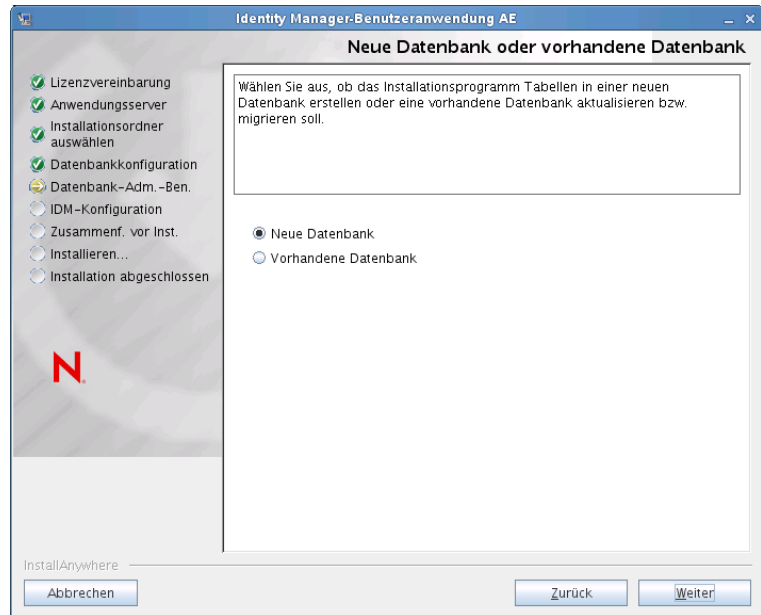 Identity Manager-Benutzeranwendung AE
Neue Datenbank oder vorhandene Datenbank
Lizenzvereinbarung
Anwendungsserver
Installationsordner
auswählen
Datenbankkonfiguration
Datenbank-Adm.-Ben.
IDM-Konfiguration
Zusammenf. vor Inst.
Installieren...
Installation abgeschlossen
N.
Wählen Sie aus, ob das Installationsprogramm Tabellen in einer neuen
Datenbank erstellen oder eine vorhandene Datenbank aktualisieren bzw.
migrieren soll.
Neue Datenbank
Vorhandene Datenbank
InstallAnywhere
Abbrechen
Zurück
Weiter